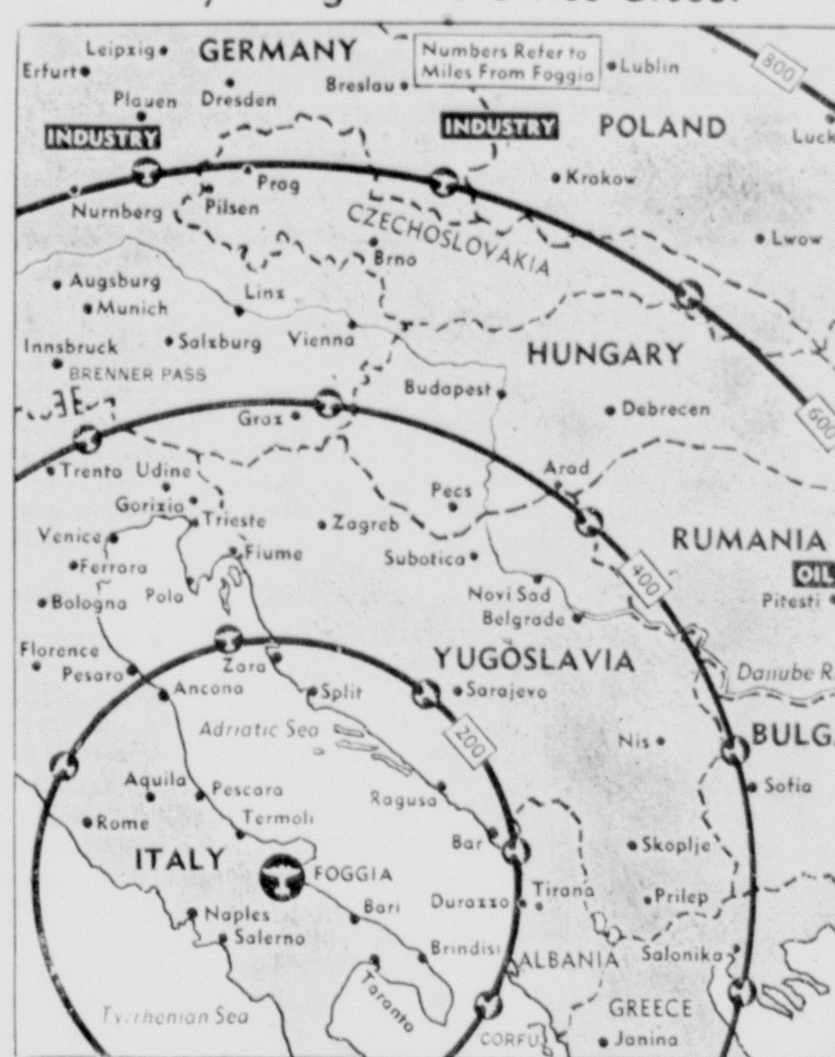 Leipzig
GERMANY
Numbers Refer to
Miles From Foggia
Lublin
800
Erfurt
Breslau
Plauen
Dresden
INDUSTRY
INDUSTRY
POLAND
Luck
Prag
Krakow
Nurnberg
Pilsen
CZECHOSLOVAKIA
Lwow
Brno
Augsburg
Linz
Munich
Innsbruck
Salzburg
Vienna
HUNGARY
BRENNER PASS
Budapest
Debrecen
600
Graz
Trento
Udine
Arad
Pecs
Gorizia
Trieste
Zagreb
Venice
RUMANIA
Ferrara
Fiume
Subotica
400
OIL
Bologna
Pola
Novi Sad
Pitesti
Belgrade
Florence
Zara
YUGOSLAVIA
Pesaro
Danube R
Ancona
Split
Sarajevo
Adriatic Sea
200
Nis
BULGA
Aquila
Pescara
Ragusa
Sofia
Rome
Termoli
Bar
Skoplje
ITALY
FOGGIA
Tirana
Durazzo
Prilep
Naples
Bari
Salerno
Brindisi
ALBANIA
Salonika
Taranto
Tyrrhenian Sea
GREECE
CORFU
Janina